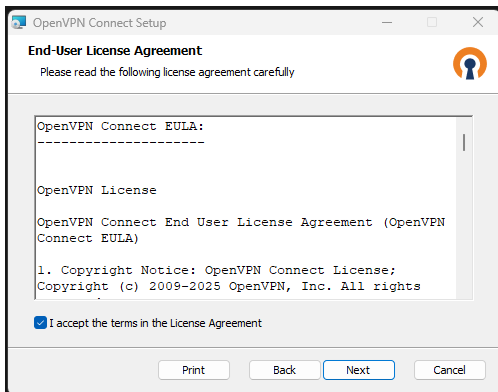 OpenVPN Connect Setup
End-User License Agreement
Please read the following license agreement carefully
OpenVPN Connect EULA:
---------------------
OpenVPN License
OpenVPN Connect End User License Agreement (OpenVPN
Connect EULA)
1. Copyright Notice: OpenVPN Connect License;
Copyright (c) 2009-2025 OpenVPN, Inc. All rights
I accept the terms in the License Agreement
Print
Back
Next
Cancel